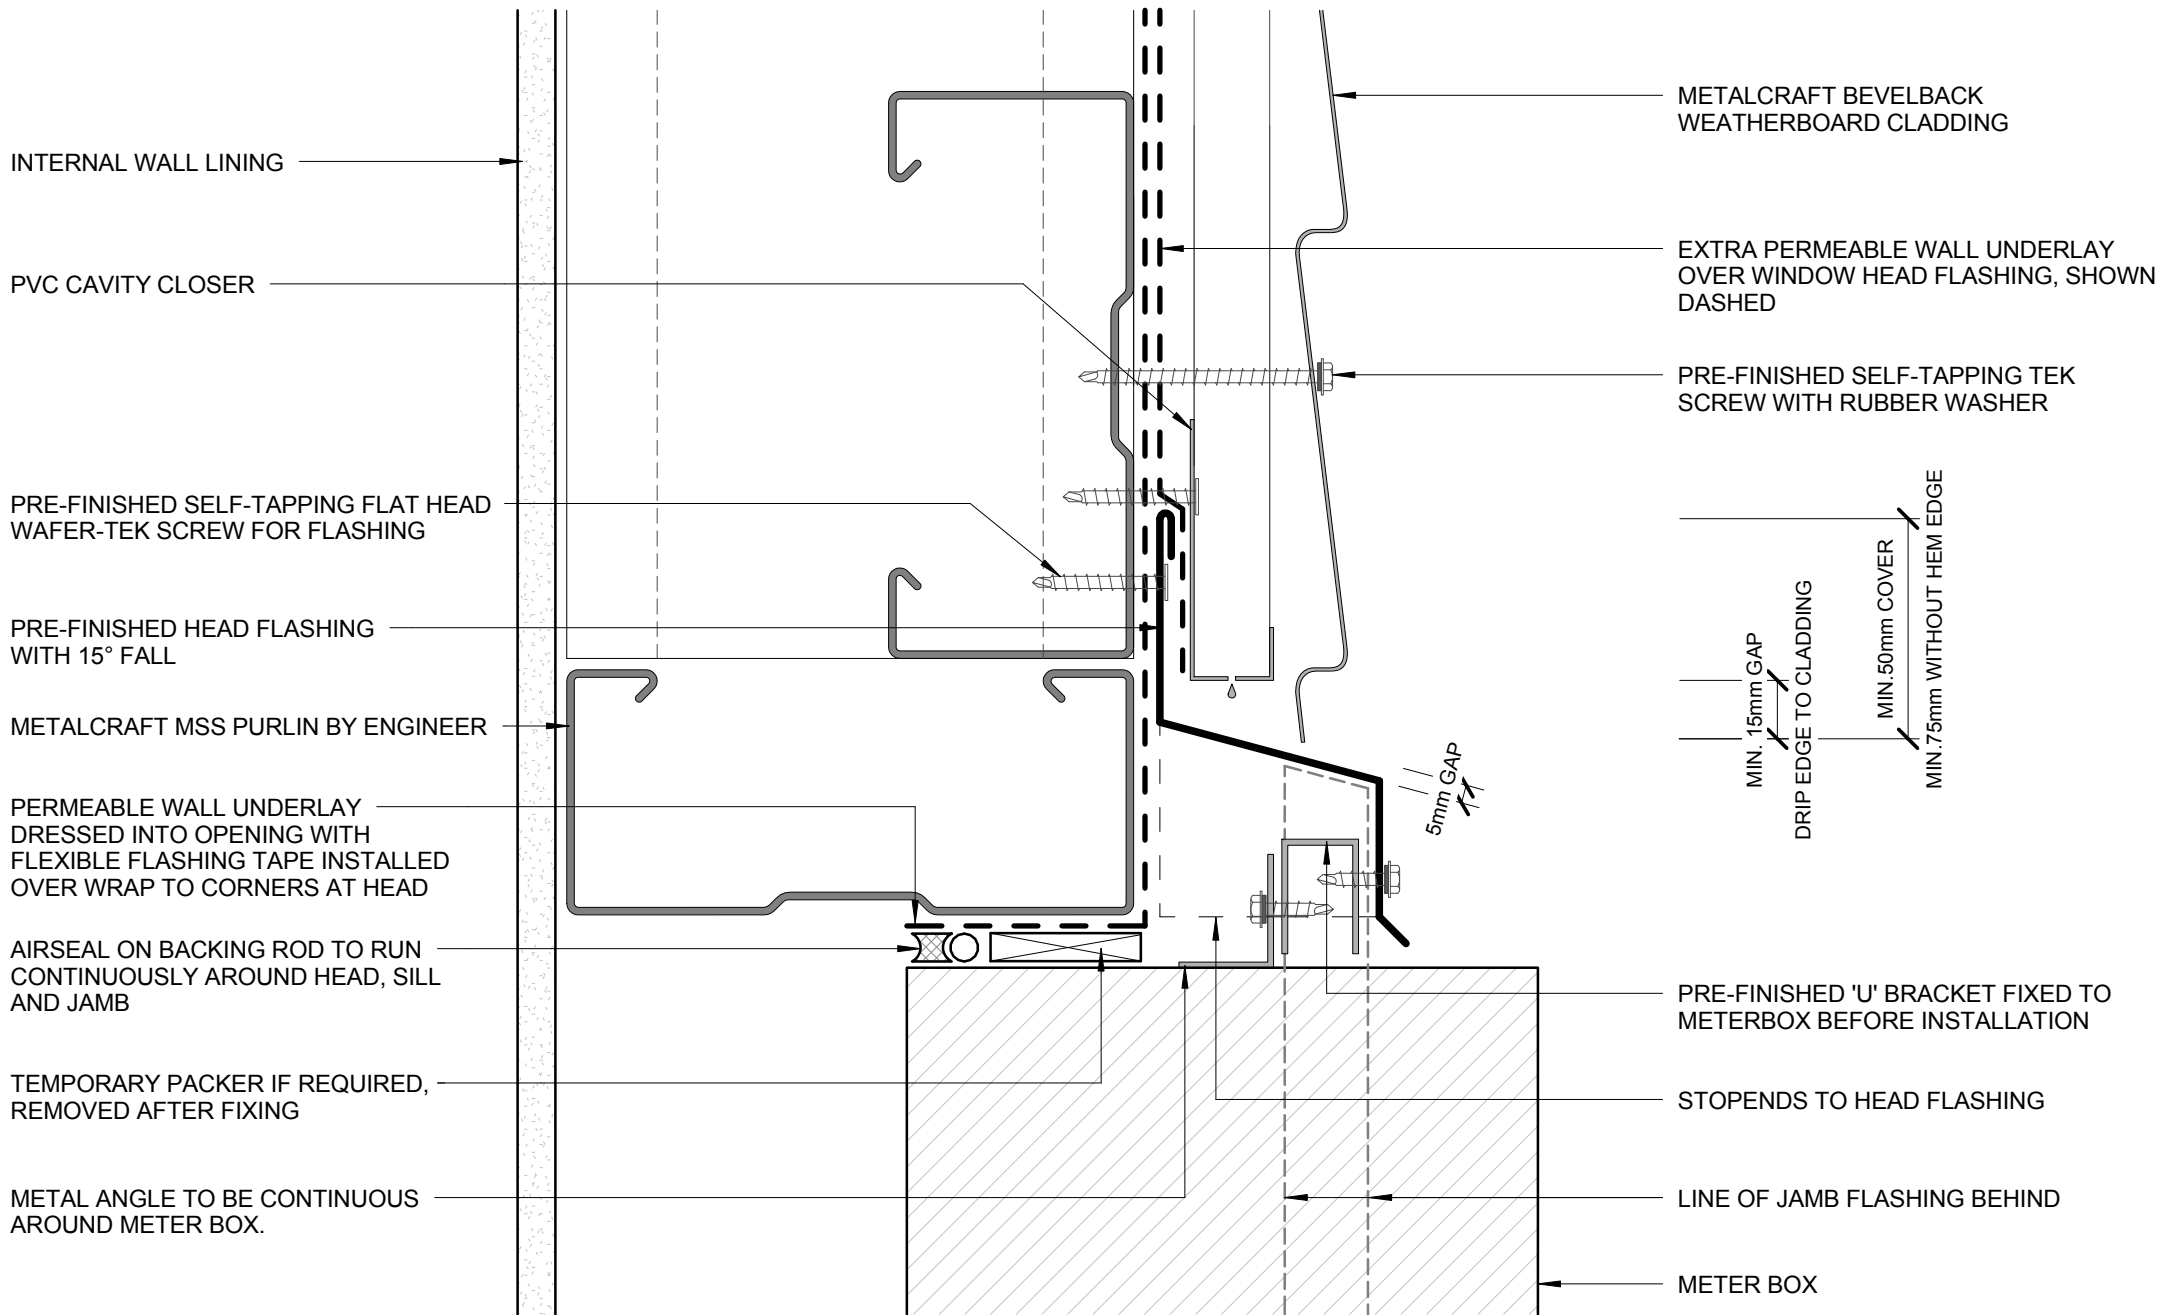 INTERNAL WALL LINING
PVC CAVITY CLOSER
PRE-FINISHED SELF-TAPPING FLAT HEAD
WAFER-TEK SCREW FOR FLASHING
PRE-FINISHED HEAD FLASHING
WITH 15° FALL
METALCRAFT MSS PURLIN BY ENGINEER
PERMEABLE WALL UNDERLAY
DRESSED INTO OPENING WITH
FLEXIBLE FLASHING TAPE INSTALLED
OVER WRAP TO CORNERS AT HEAD
AIRSEAL ON BACKING ROD TO RUN
CONTINUOUSLY AROUND HEAD, SILL
AND JAMB
TEMPORARY PACKER IF REQUIRED,
REMOVED AFTER FIXING
METAL ANGLE TO BE CONTINUOUS
AROUND METER BOX.
METALCRAFT BEVELBACK
WEATHERBOARD CLADDING
EXTRA PERMEABLE WALL UNDERLAY
OVER WINDOW HEAD FLASHING, SHOWN
DASHED
PRE-FINISHED SELF-TAPPING TEK
SCREW WITH RUBBER WASHER
5mm GAP
MIN. 15mm GAP
DRIP EDGE TO CLADDING
MIN.50mm COVER
MIN.75mm WITHOUT HEM EDGE
PRE-FINISHED 'U' BRACKET FIXED TO
METERBOX BEFORE INSTALLATION
STOPENDS TO HEAD FLASHING
LINE OF JAMB FLASHING BEHIND
METER BOX